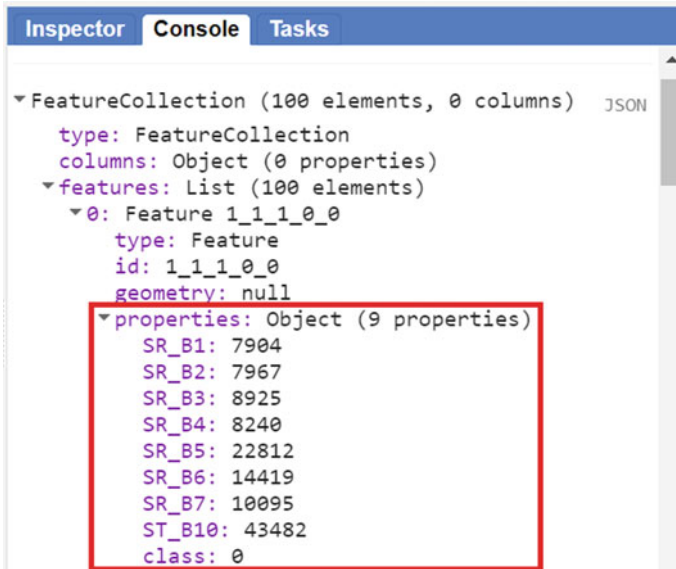 Inspector Console Tasks
FeatureCollection (100 elements, 0 columns) JSON
type: FeatureCollection
columns: Object (0 properties)
features: List (100 elements)
0: Feature 1_1_1_0_0
type: Feature
id: 1_1_1_0_0
geometry: null
properties: Object (9 properties)
SR_B1: 7904
SR_B2: 7967
SR_B3: 8925
SR_B4: 8240
SR_B5: 22812
SR_B6: 14419
SR_B7: 10095
ST_B10: 43482
class: 0